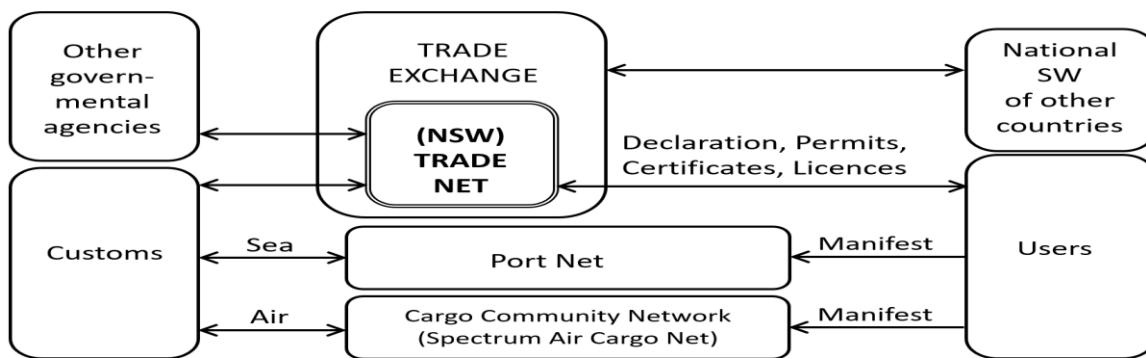 Other
govern-
mental
agencies
TRADE
EXCHANGE
(NSW)
TRADE
NET
National
SW
of other
countries
Declaration, Permits,
Certificates, Licences
Customs
Sea
Port Net
Manifest
Users
Air
Cargo Community Network
(Spectrum Air Cargo Net)
Manifest